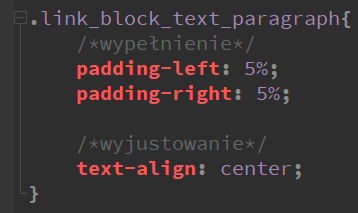 .link_block_text_paragraph{
/*wypełnienie*/
padding-left: 5%;
padding-right: 5%;
/*wyjustowanie*/
text-align: center;
}